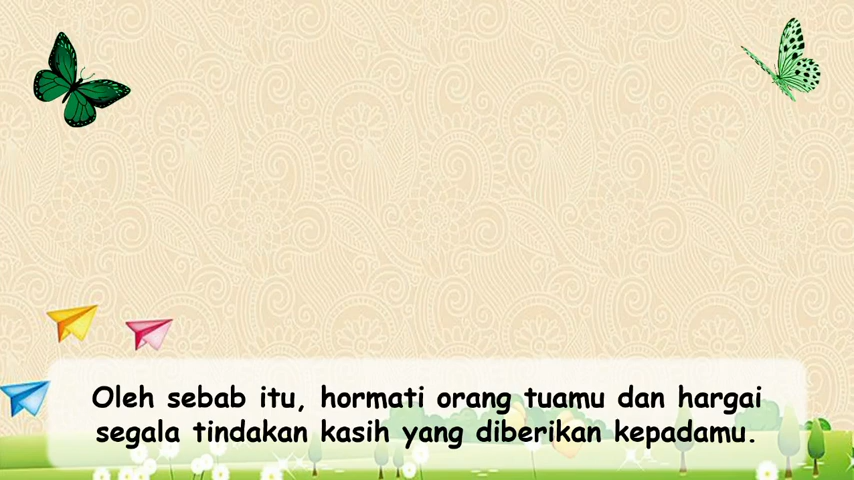 Oleh sebab itu, hormati orang tuamu dan hargai
segala tindakan kasih yang diberikan kepadamu.